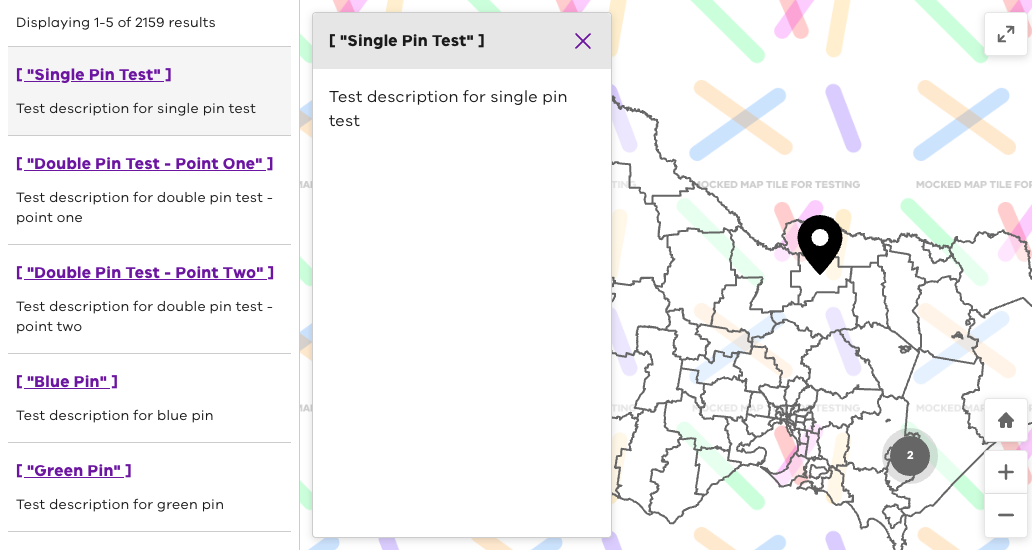 Displaying 1-5 of 2159 results
[ "Single Pin Test" ]
Test description for single pin test
[ "Double Pin Test - Point One" ]
Test description for double pin test -
point one
[ "Double Pin Test - Point Two" ]
Test description for double pin test -
point two
[ "Blue Pin" ]
Test description for blue pin
[ "Green Pin" ]
Test description for green pin
[ "Single Pin Test" ]
Test description for single pin
test
MOCKED MAP TILE FOR TESTING
MOCKED MAP TILE FOR
MOCKED MAP TILE FOR TESTING
MOCKED MAP
2